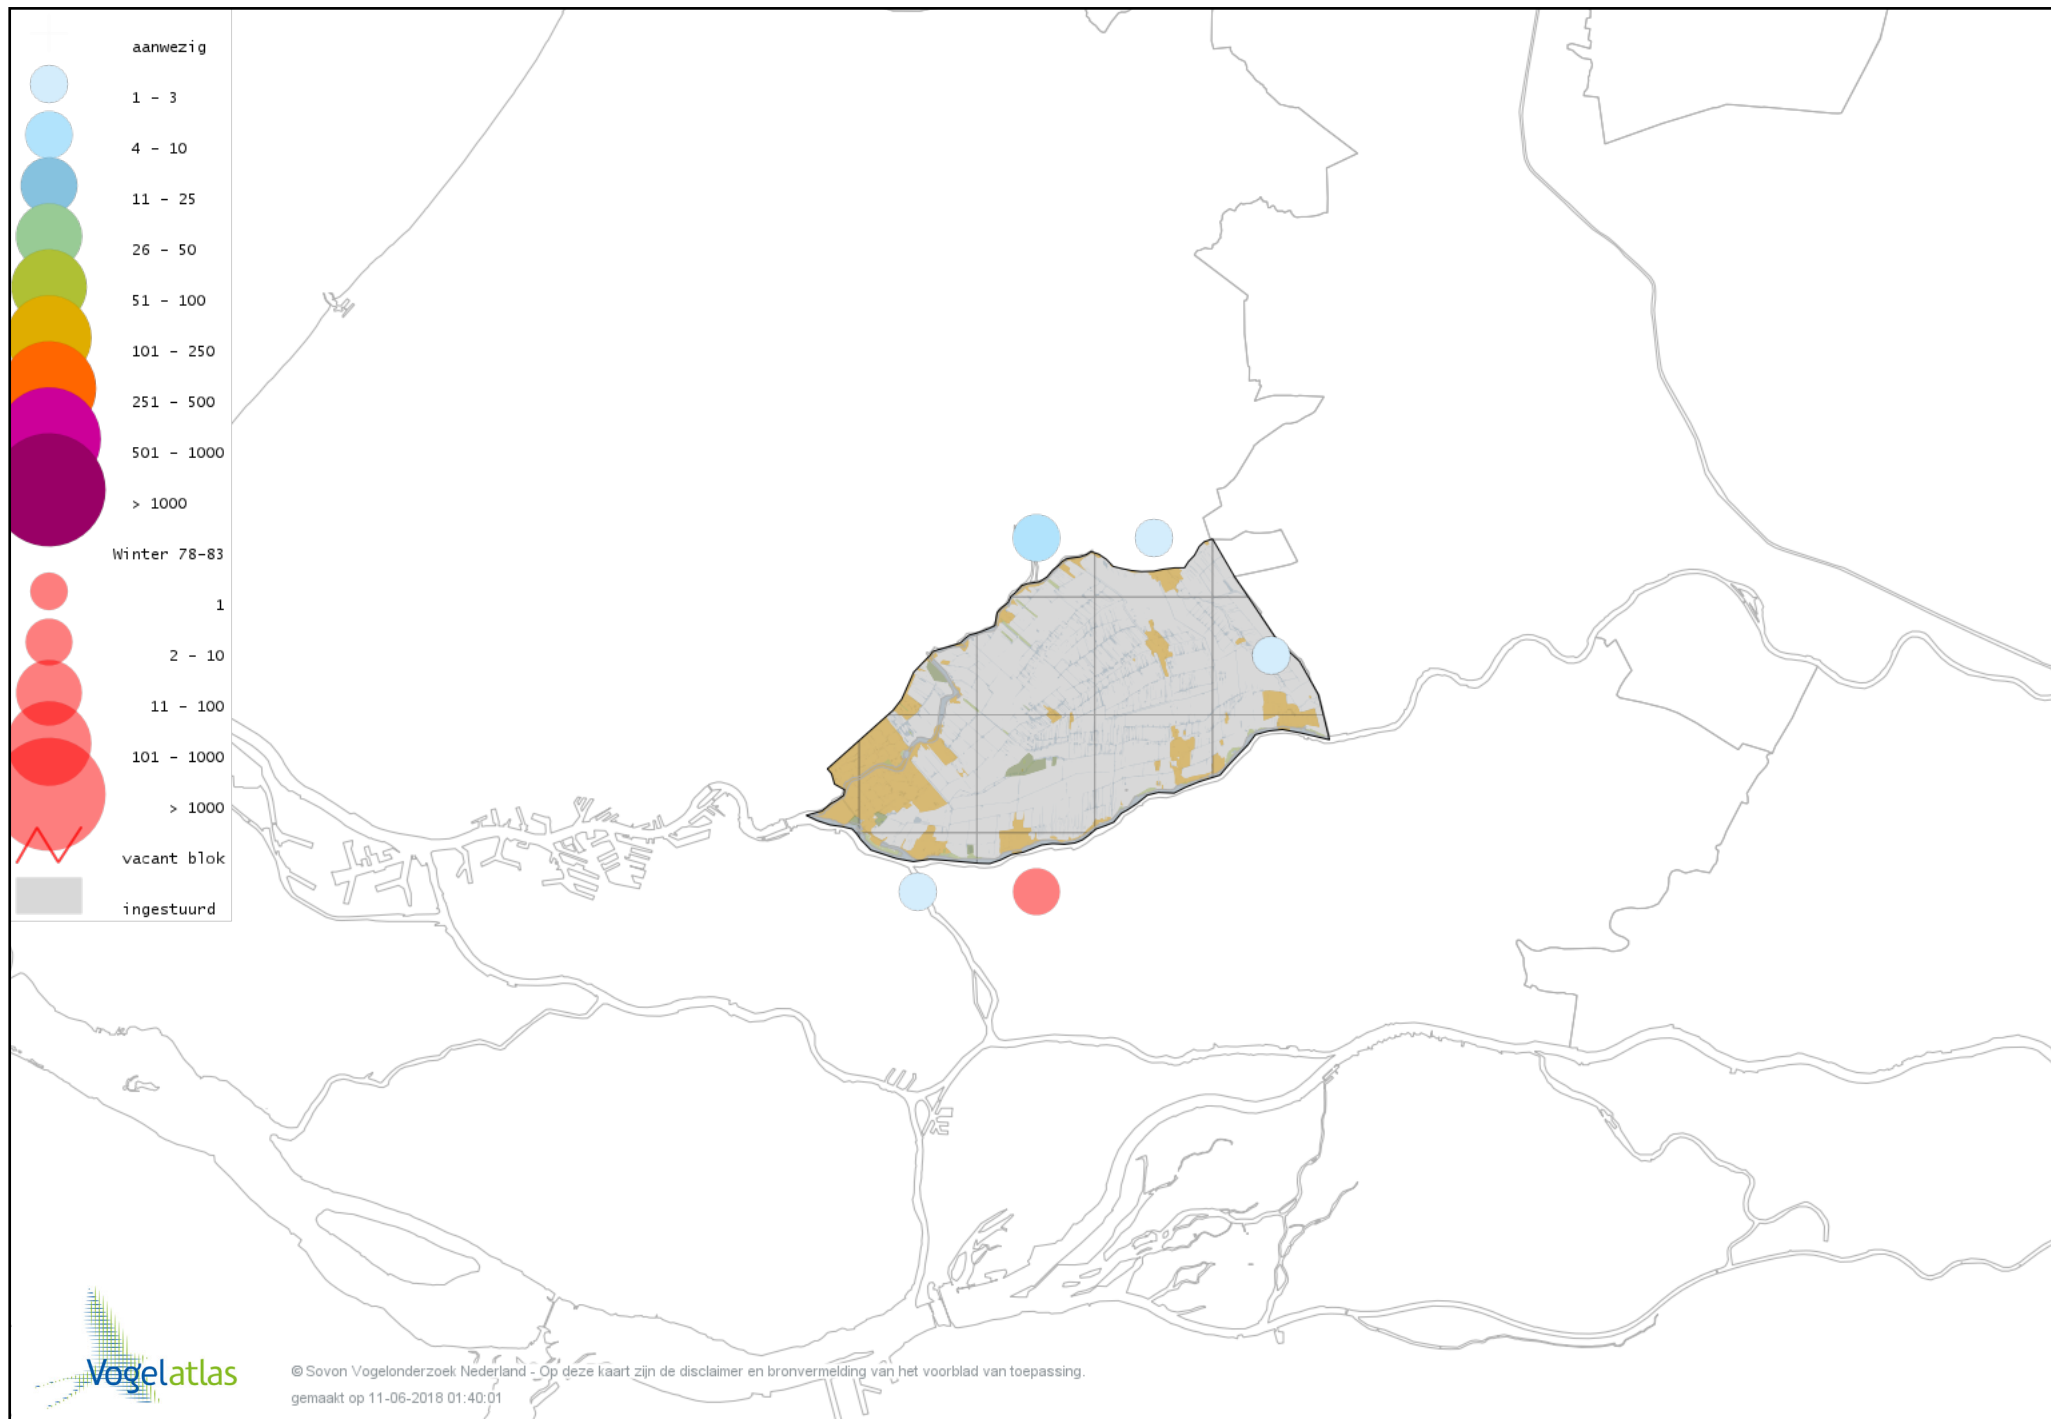 aanwezig
1 - 3
4 - 10
11 - 25
26 - 50
51 - 100
101 - 250
251 - 500
501 - 1000
> 1000
Winter 78-83
1
2 - 10
11 - 100
101 - 1000
> 1000
vacant blok
ingestuurd
Vogelatlas
© Sovon Vogelonderzoek Nederland - Op deze kaart zijn de disclaimer en bronvermelding van het voorblad van toepassing.
gemaakt op 11-06-2018 01:40:01